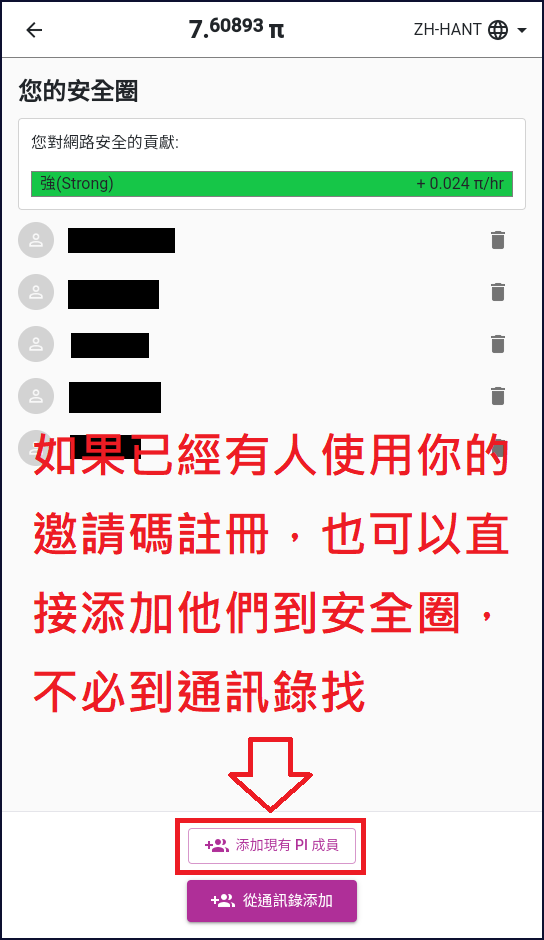 7.60893 π
ZH-HANT
您的安全圈
您對網路安全的貢獻:
強(Strong) + 0.024 π/hr
如果已經有人使用你的
邀請碼註冊，也可以直
接添加他們到安全圈，
不必到通訊錄找
添加現有 PI 成員
從通訊錄添加